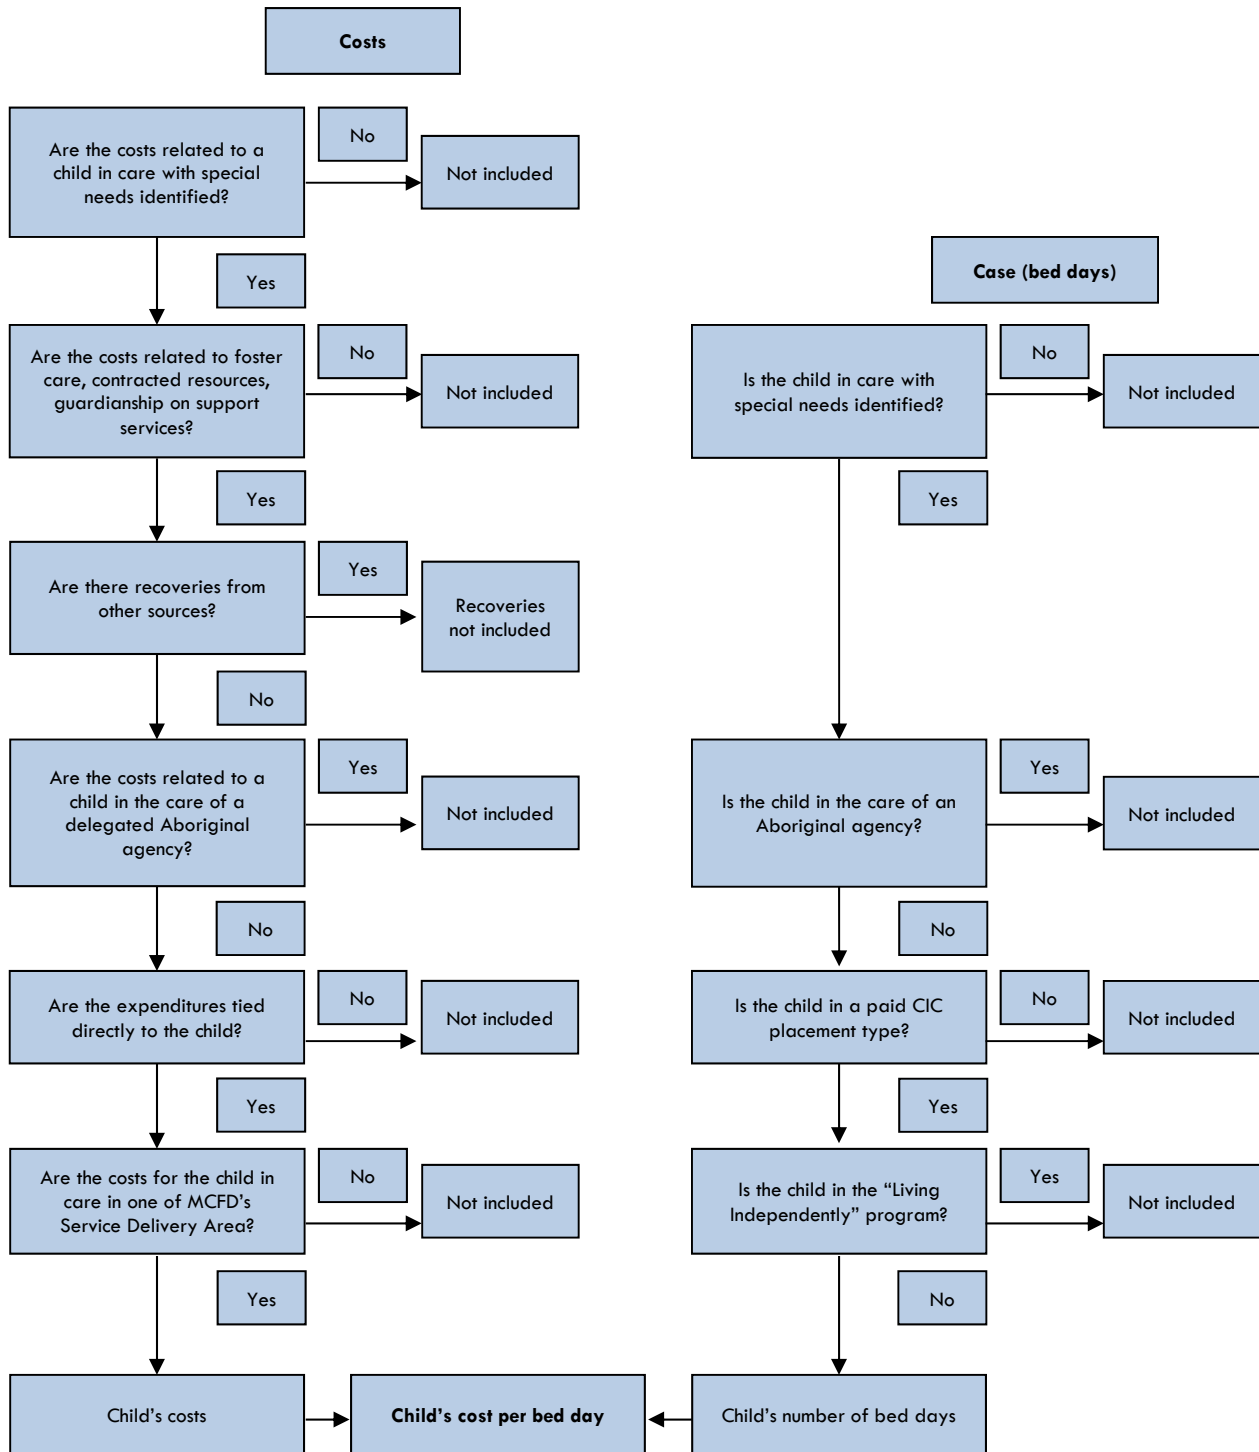 Costs
Are the costs related to a
child in care with special
needs identified?
No
Not included
Yes
Are the costs related to foster
care, contracted resources,
guardianship on support
services?
No
Not included
Yes
Are there recoveries from
other sources?
Yes
Recoveries
not included
No
Are the costs related to a
child in the care of a
delegated Aboriginal
agency?
Yes
Not included
No
Are the expenditures tied
directly to the child?
No
Not included
Yes
Are the costs for the child in
care in one of MCFD's
Service Delivery Area?
No
Not included
Yes
Child's costs
Case (bed days)
Is the child in care with
special needs identified?
No
Not included
Yes
Is the child in the care of an
Aboriginal agency?
Yes
Not included
No
Is the child in a paid CIC
placement type?
No
Not included
Yes
Is the child in the “Living
Independently” program?
Yes
Not included
No
Child's number of bed days
Child's cost per bed day